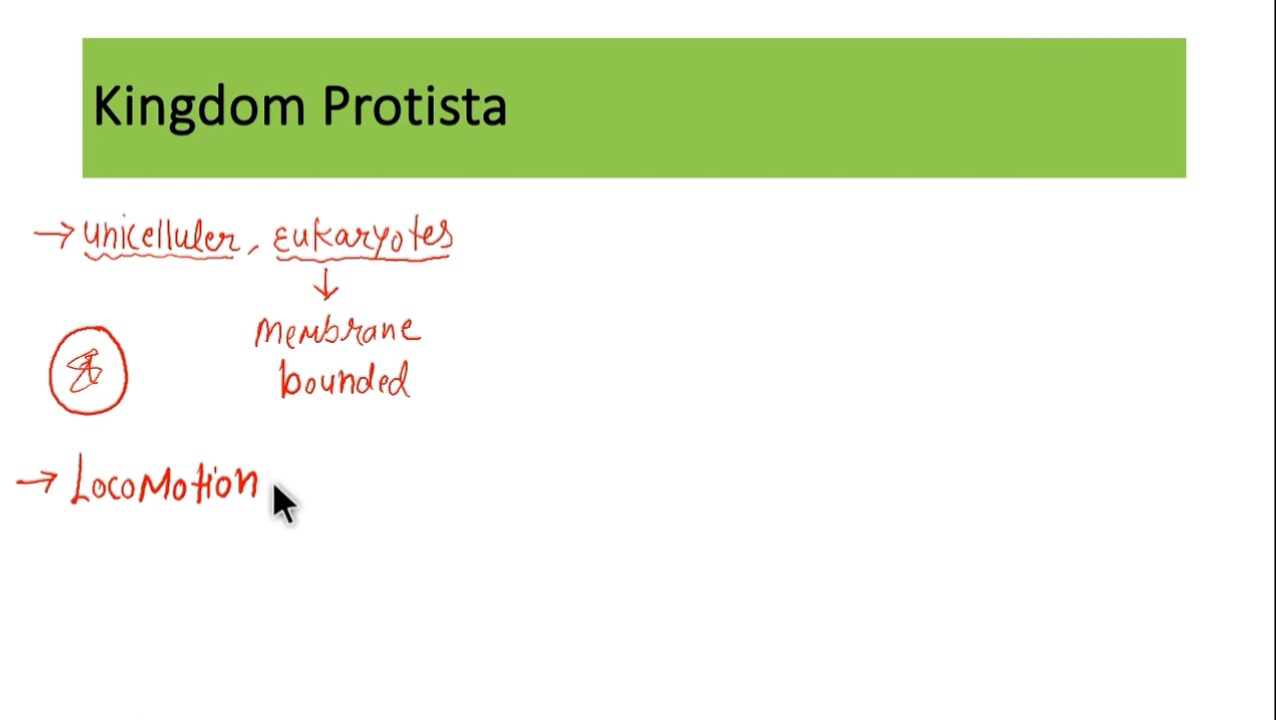 Kingdom Protista
→ unicelluler, Eukaryotes
↓
Membrane
bounded
→ Locomotion